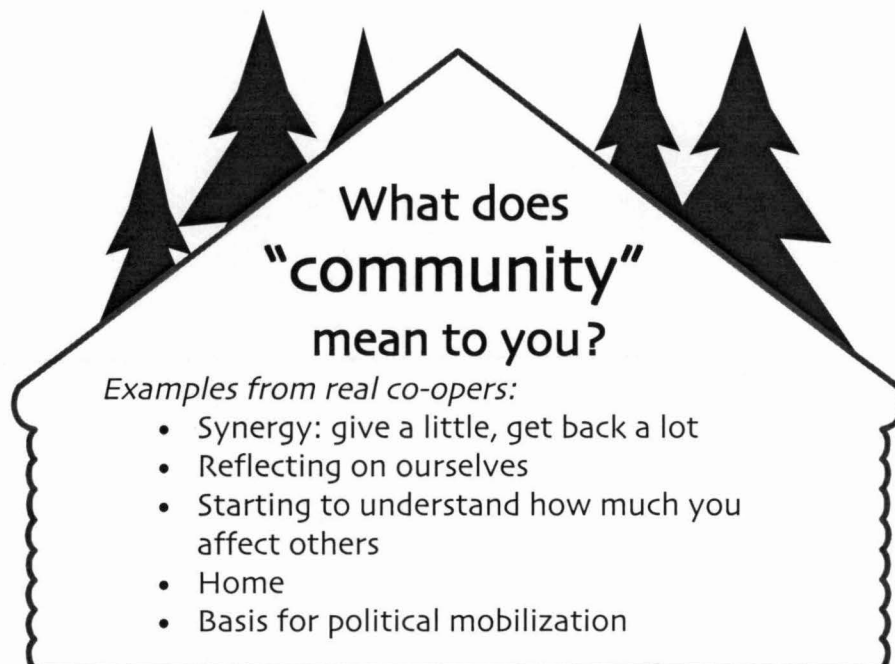 What does
"community"
mean to you?
Examples from real co-opers:
• Synergy: give a little, get back a lot
• Reflecting on ourselves
• Starting to understand how much you
affect others
• Home
• Basis for political mobilization